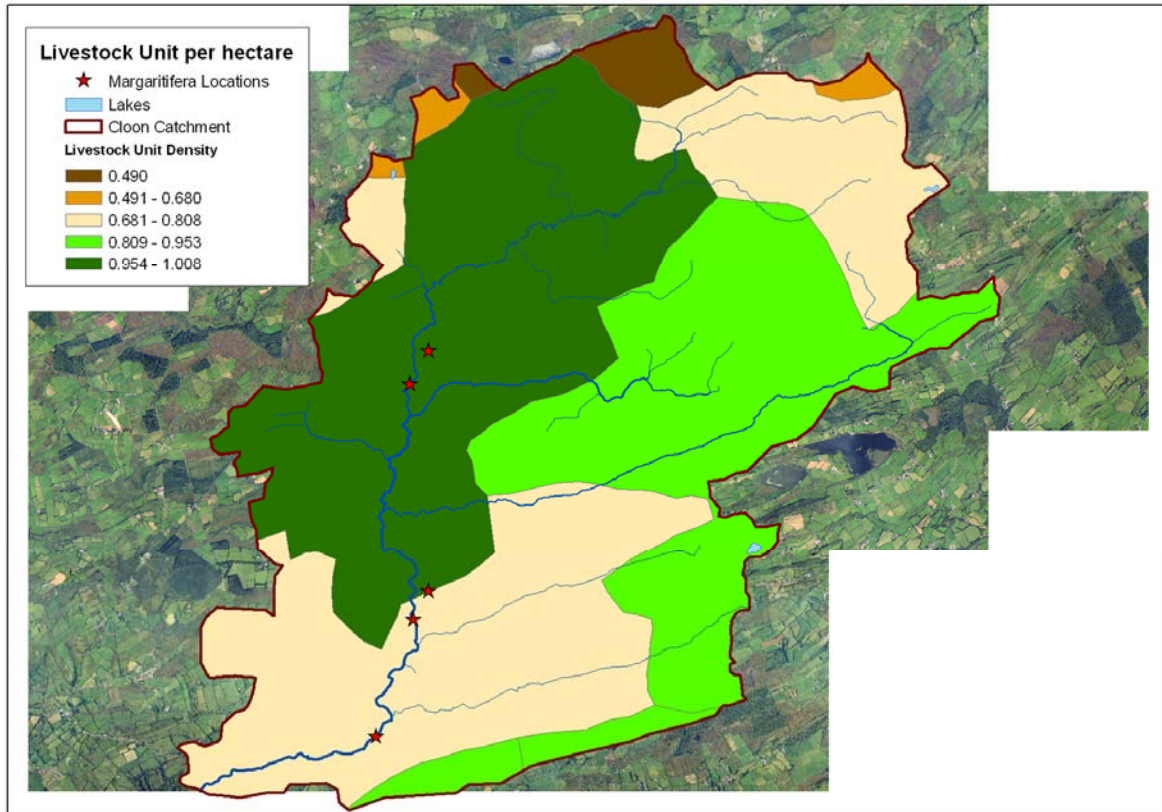 Livestock Unit per hectare
Margaritifera Locations
Lakes
Cloon Catchment
Livestock Unit Density
0.490
0.491 - 0.680
0.681 - 0.808
0.809 - 0.953
0.954 - 1.008